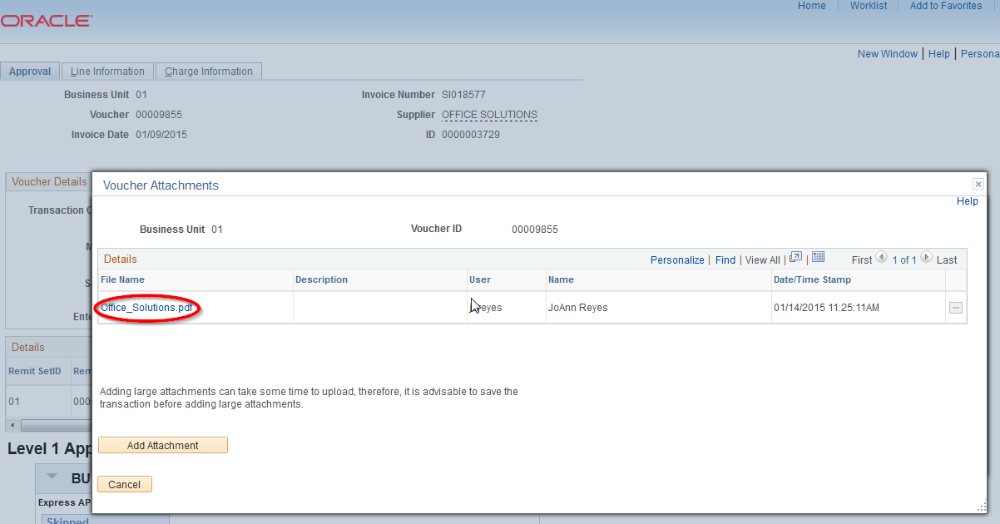 Home Worklist Add to Favorites
ORACLE
New Window | Help | Persona
Approval Line Information Charge Information
Business Unit 01 Invoice Number SI018577
Voucher 00009855 Supplier OFFICE SOLUTIONS
Invoice Date 01/09/2015 ID 0000003729
Voucher Details
Voucher Attachments
Help
Transaction
Business Unit 01 Voucher ID 00009855
Details Personalize | Find | View All | | First 1 of 1 Last
File Name Description User Name Date/Time Stamp
Office_Solutions.pdf eyes JoAnn Reyes 01/14/2015 11:25:11AM
Ente
Details
Remit SetID Rem
01 000
Adding large attachments can take some time to upload, therefore, it is advisable to save the
transaction before adding large attachments.
Add Attachment
Level 1 App
BU
Cancel
Express AP
Skipped